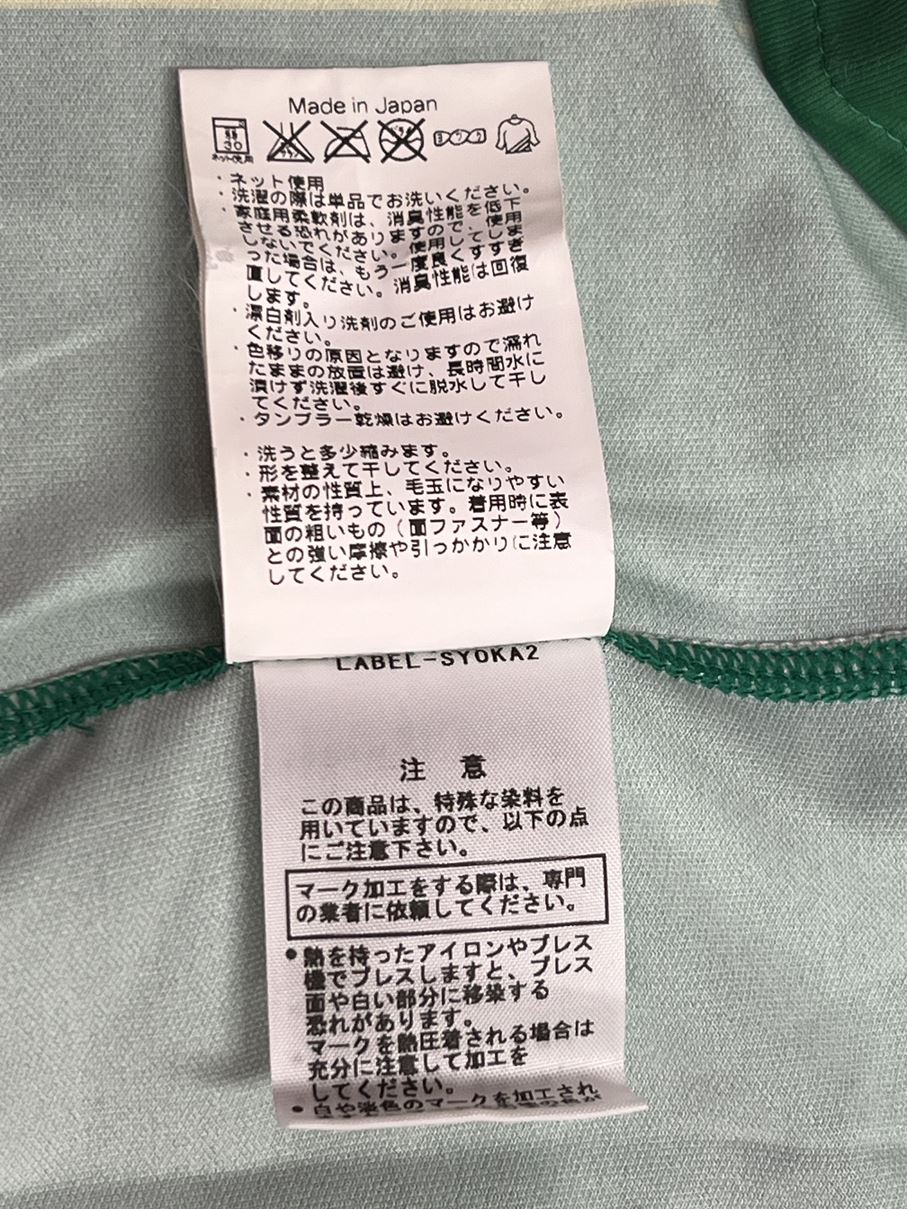 Made in Japan
30
ネット使用
・ネット使用
・洗濯の際は単品でお洗いください。
・家庭用柔軟剤は、消臭性能を低下
させる恐れがありますので、使用
しないでください。使用してしま
った場合は、もう一度良くすすぎ
直してください。消臭性能は回復
します。
・漂白剤入り洗剤のご使用はお避け
ください。
・色移りの原因となりますので濡れ
たままの放置は避け、長時間水に
漬けず洗濯後すぐに脱水して干し
てください。
・タンブラー乾燥はお避けください。
・洗うと多少縮みます。
・形を整えて干してください。
・素材の性質上、毛玉になりやすい
性質を持っています。着用時に表
面の粗いもの(面ファスナー等)
との強い摩擦や引っかかりに注意
してください。
LABEL-SYOKA2
注 意
この商品は、特殊な染料を
用いていますので、以下の点
にご注意下さい。
マーク加工をする際は、専門
の業者に依頼してください。
●熱を持ったアイロンやプレス
機でプレスしますと、プレス
面や白い部分に移染する
恐れがあります。
マークを熱圧着される場合は
充分に注意して加工を
してください。
●白や淡色のマークを加工され